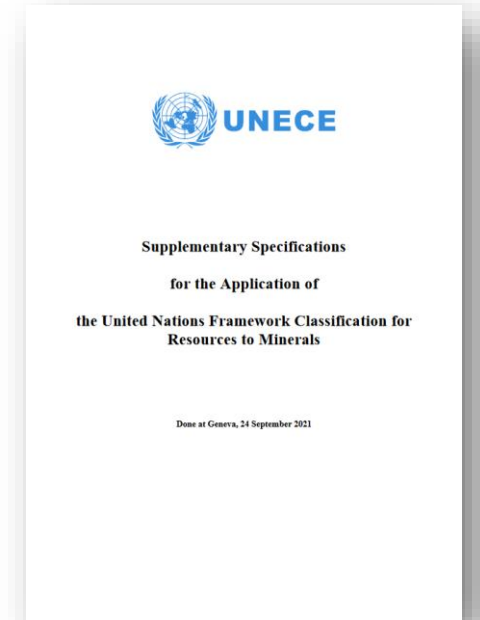 UNECE
Supplementary Specifications
for the Application of
the United Nations Framework Classification for
Resources to Minerals
Done at Geneva, 24 September 2021